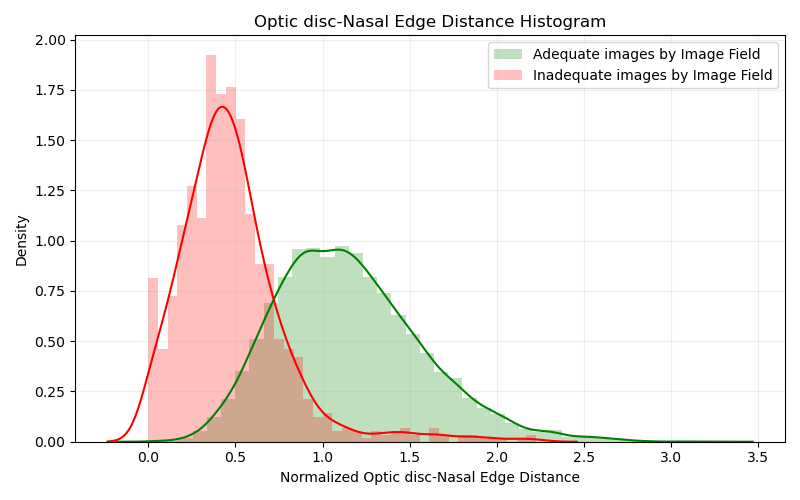 Optic disc-Nasal Edge Distance Histogram
Adequate images by Image Field
Inadequate images by Image Field
2.00
1.75
1.50
1.25
1.00
0.75
0.50
0.25
0.00
Density
0.0 0.5 1.0 1.5 2.0 2.5 3.0 3.5
Normalized Optic disc-Nasal Edge Distance